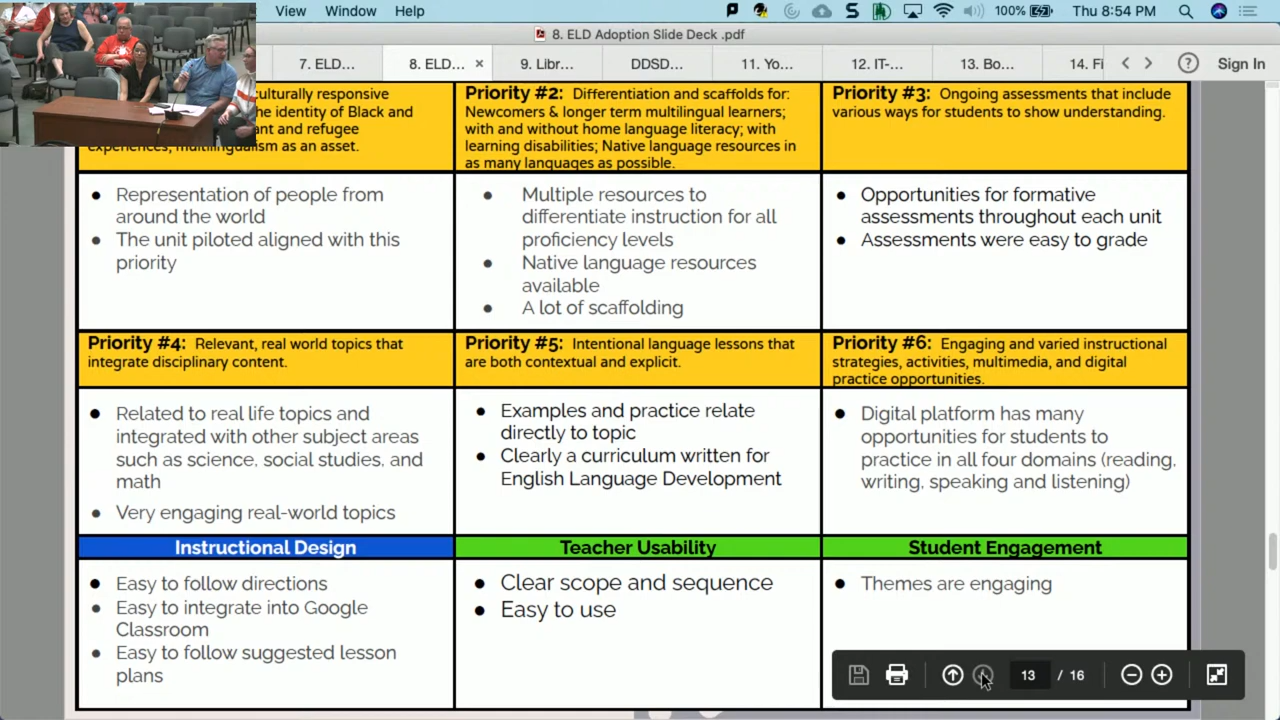 View Window Help
S
100%
Thu 8:54 PM
8. ELD Adoption Slide Deck .pdf
7. ELD...
8. ELD... ×
9. Libr...
DDSD...
11. Yo...
12. IT-...
13. Bo...
14. Fi
?
Sign In
culturally responsive
he identity of Black and
ant and refugee
experiences; multilingualism as an asset.
Representation of people from
around the world
The unit piloted aligned with this
priority
Priority #2: Differentiation and scaffolds for:
Newcomers & longer term multilingual learners;
with and without home language literacy; with
learning disabilities; Native language resources in
as many languages as possible.
Multiple resources to
differentiate instruction for all
proficiency levels
Native language resources
available
A lot of scaffolding
Priority #3: Ongoing assessments that include
various ways for students to show understanding.
Opportunities for formative
assessments throughout each unit
Assessments were easy to grade
Priority #4: Relevant, real world topics that
integrate disciplinary content.
Related to real life topics and
integrated with other subject areas
such as science, social studies, and
math
Very engaging real-world topics
Priority #5: Intentional language lessons that
are both contextual and explicit.
Examples and practice relate
directly to topic
Clearly a curriculum written for
English Language Development
Priority #6: Engaging and varied instructional
strategies, activities, multimedia, and digital
practice opportunities.
Digital platform has many
opportunities for students to
practice in all four domains (reading,
writing, speaking and listening)
Instructional Design
Easy to follow directions
Easy to integrate into Google
Classroom
Easy to follow suggested lesson
plans
Teacher Usability
Clear scope and sequence
Easy to use
Student Engagement
Themes are engaging
13 / 16